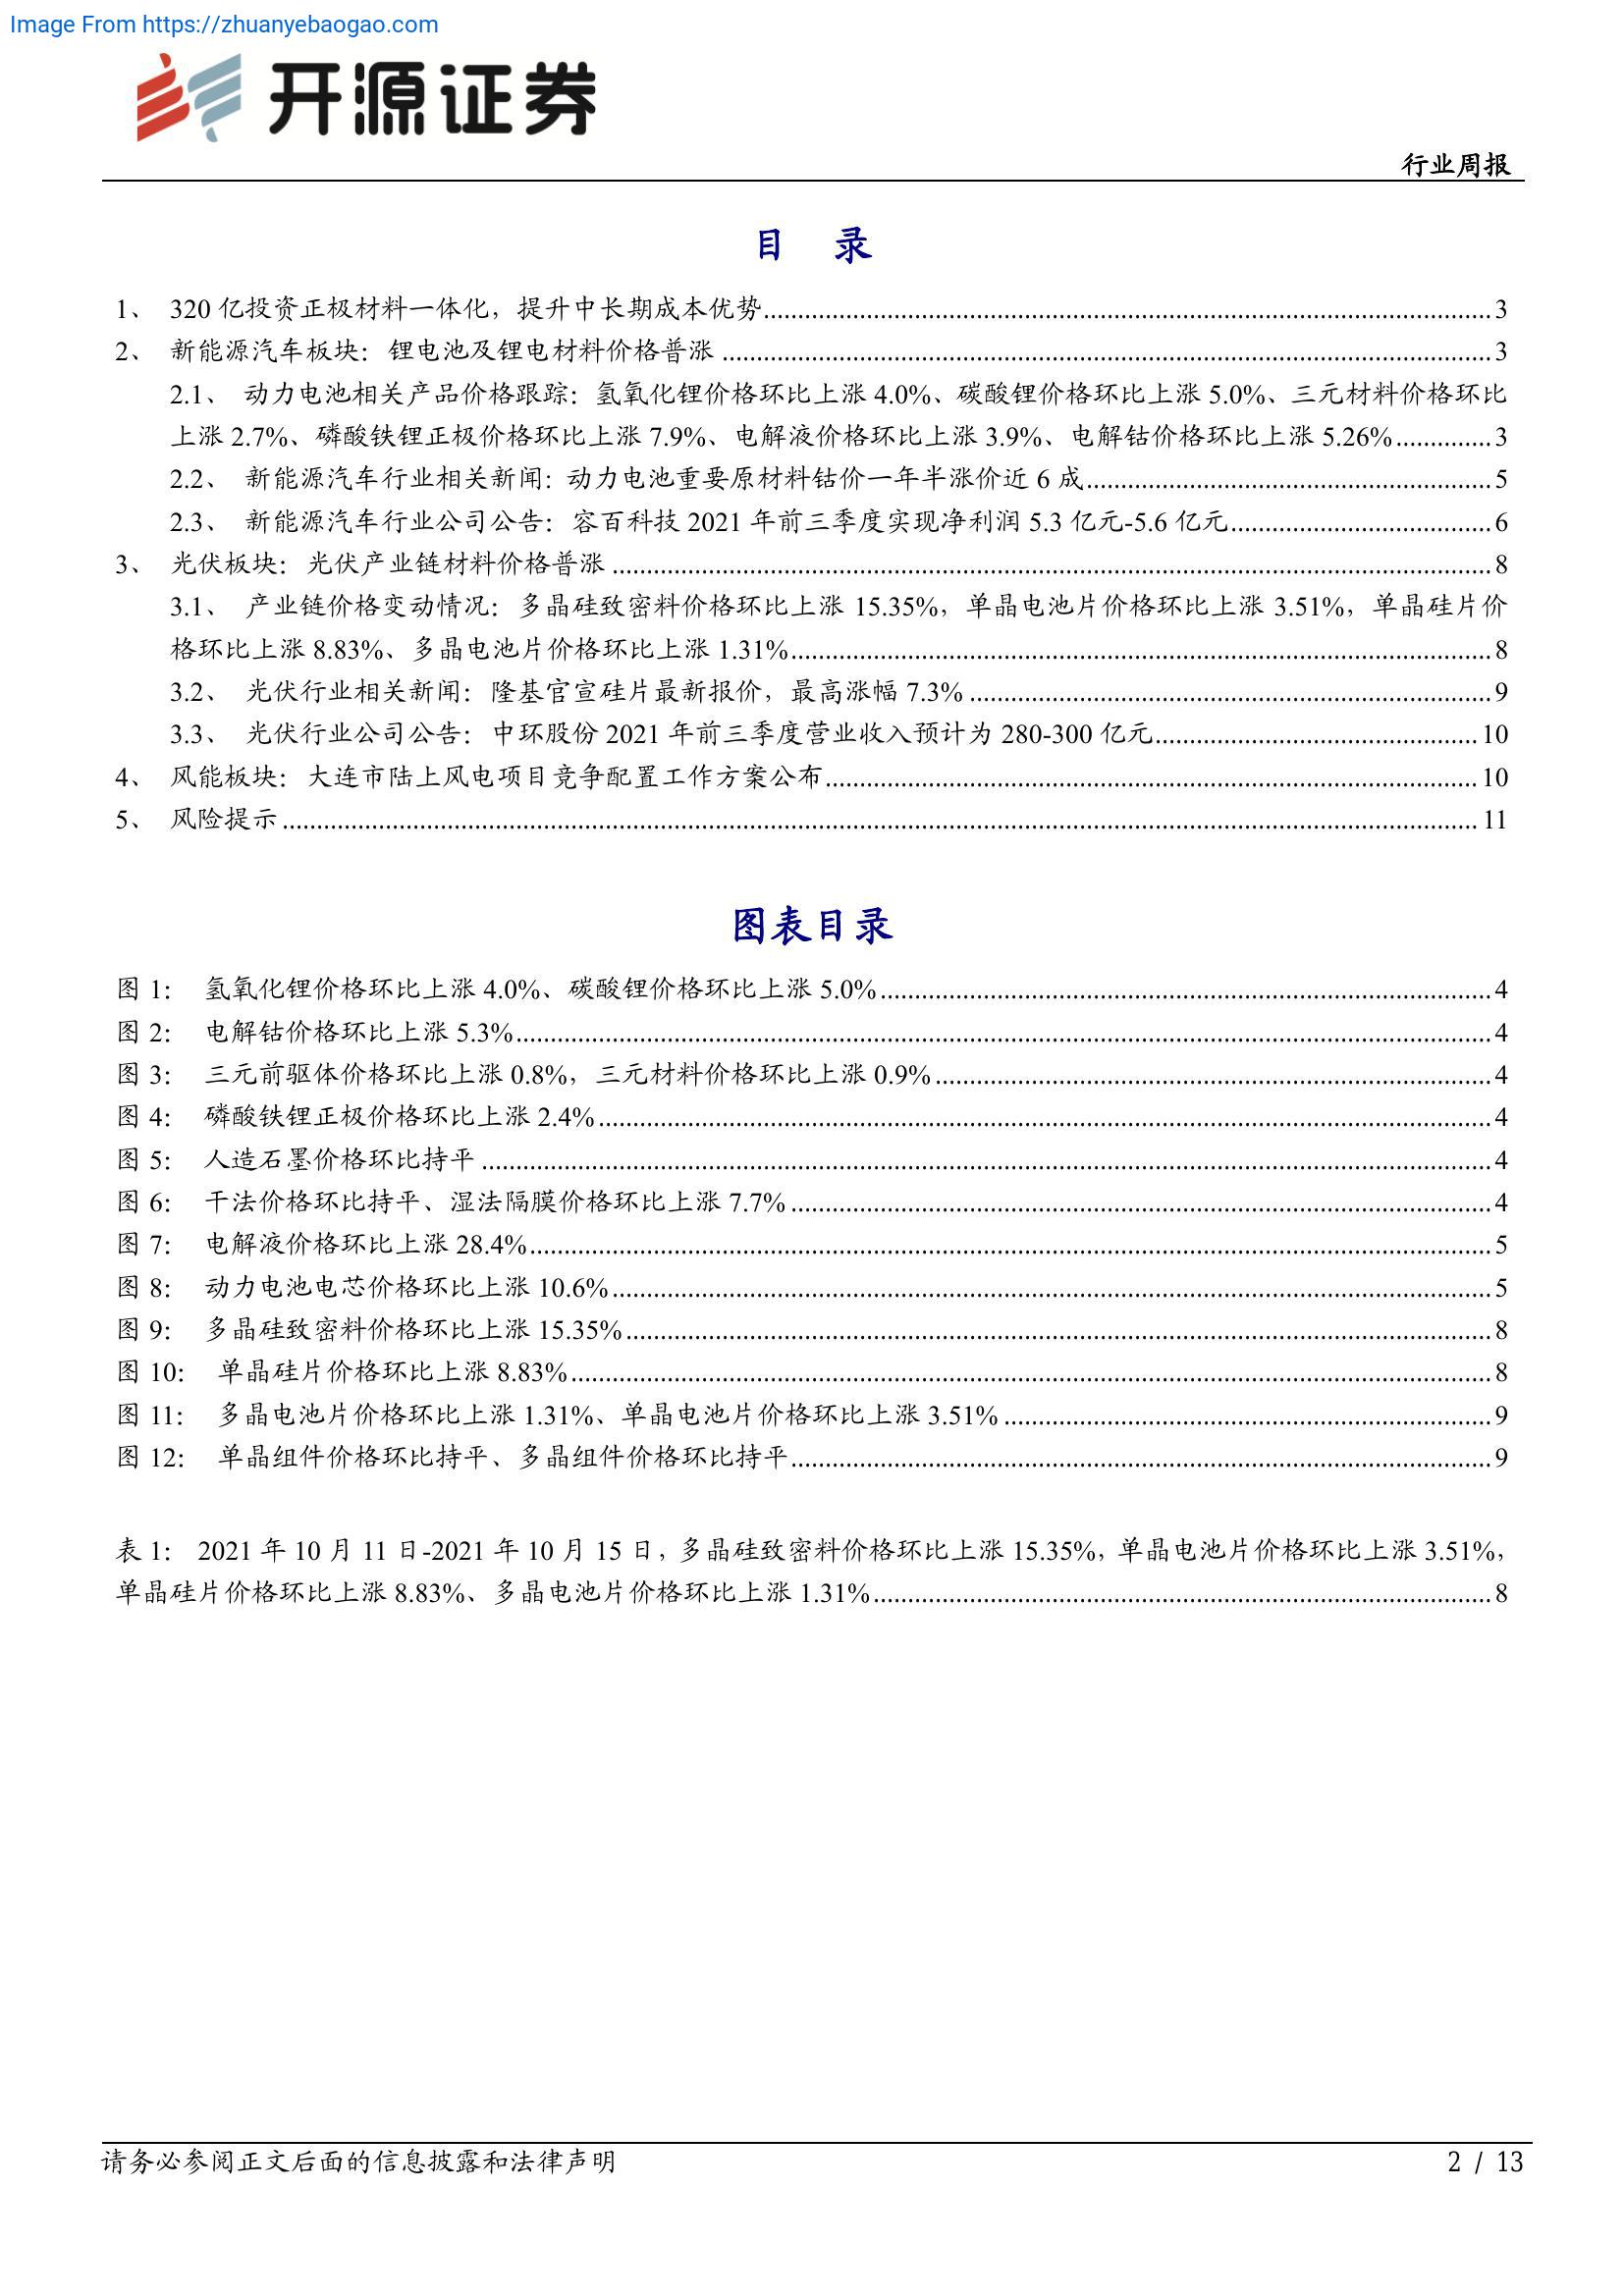 Image From https://zhuanyebaogao.com
开源证券
行业周报
目 录
1、 320 亿投资正极材料一体化，提升中长期成本优势 3
2、 新能源汽车板块：锂电池及锂电材料价格普涨 3
2.1、 动力电池相关产品价格跟踪：氢氧化锂价格环比上涨 4.0%、碳酸锂价格环比上涨 5.0%、三元材料价格环比
上涨 2.7%、磷酸铁锂正极价格环比上涨 7.9%、电解液价格环比上涨 3.9%、电解钴价格环比上涨 5.26% 3
2.2、 新能源汽车行业相关新闻：动力电池重要原材料钴价一年半涨价近 6 成 5
2.3、 新能源汽车行业公司公告：容百科技 2021 年前三季度实现净利润 5.3 亿元-5.6 亿元 6
3、 光伏板块：光伏产业链材料价格普涨 8
3.1、 产业链价格变动情况：多晶硅致密料价格环比上涨 15.35%，单晶电池片价格环比上涨 3.51%，单晶硅片价
格环比上涨 8.83%、多晶电池片价格环比上涨 1.31% 8
3.2、 光伏行业相关新闻：隆基官宣硅片最新报价，最高涨幅 7.3% 9
3.3、 光伏行业公司公告：中环股份 2021 年前三季度营业收入预计为 280-300 亿元 10
4、 风能板块：大连市陆上风电项目竞争配置工作方案公布 10
5、 风险提示 11
图表目录
图 1： 氢氧化锂价格环比上涨 4.0%、碳酸锂价格环比上涨 5.0% 4
图 2： 电解钴价格环比上涨 5.3% 4
图 3： 三元前驱体价格环比上涨 0.8%，三元材料价格环比上涨 0.9% 4
图 4： 磷酸铁锂正极价格环比上涨 2.4% 4
图 5： 人造石墨价格环比持平 4
图 6： 干法价格环比持平、湿法隔膜价格环比上涨 7.7% 4
图 7： 电解液价格环比上涨 28.4% 5
图 8： 动力电池电芯价格环比上涨 10.6% 5
图 9： 多晶硅致密料价格环比上涨 15.35% 8
图 10： 单晶硅片价格环比上涨 8.83% 8
图 11： 多晶电池片价格环比上涨 1.31%、单晶电池片价格环比上涨 3.51% 9
图 12： 单晶组件价格环比持平、多晶组件价格环比持平 9
表 1： 2021 年 10 月 11 日-2021 年 10 月 15 日，多晶硅致密料价格环比上涨 15.35%，单晶电池片价格环比上涨 3.51%，
单晶硅片价格环比上涨 8.83%、多晶电池片价格环比上涨 1.31% 8
请务必参阅正文后面的信息披露和法律声明
2 / 13